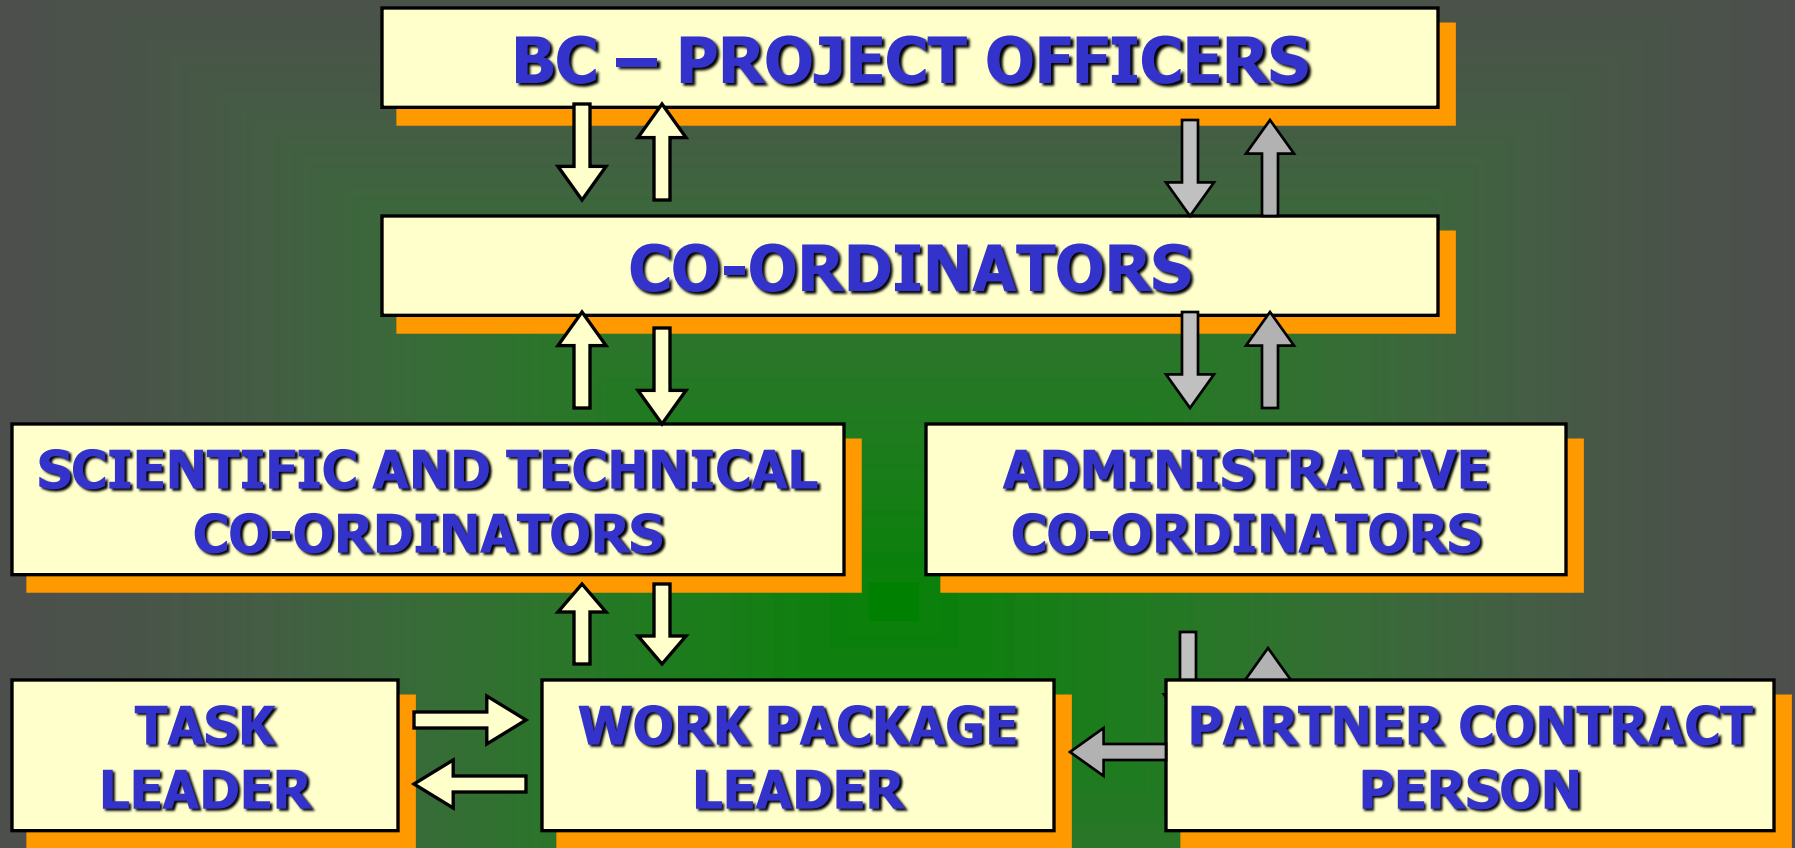 BC – PROJECT OFFICERS
CO-ORDINATORS
SCIENTIFIC AND TECHNICAL
CO-ORDINATORS
ADMINISTRATIVE
CO-ORDINATORS
TASK
LEADER
WORK PACKAGE
LEADER
PARTNER CONTRACT
PERSON